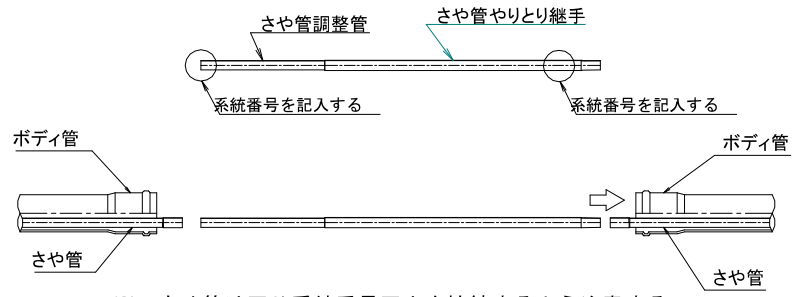 さや管調整管
さや管やりとり継手
系統番号を記入する
系統番号を記入する
ボディ管
ボディ管
さや管
さや管